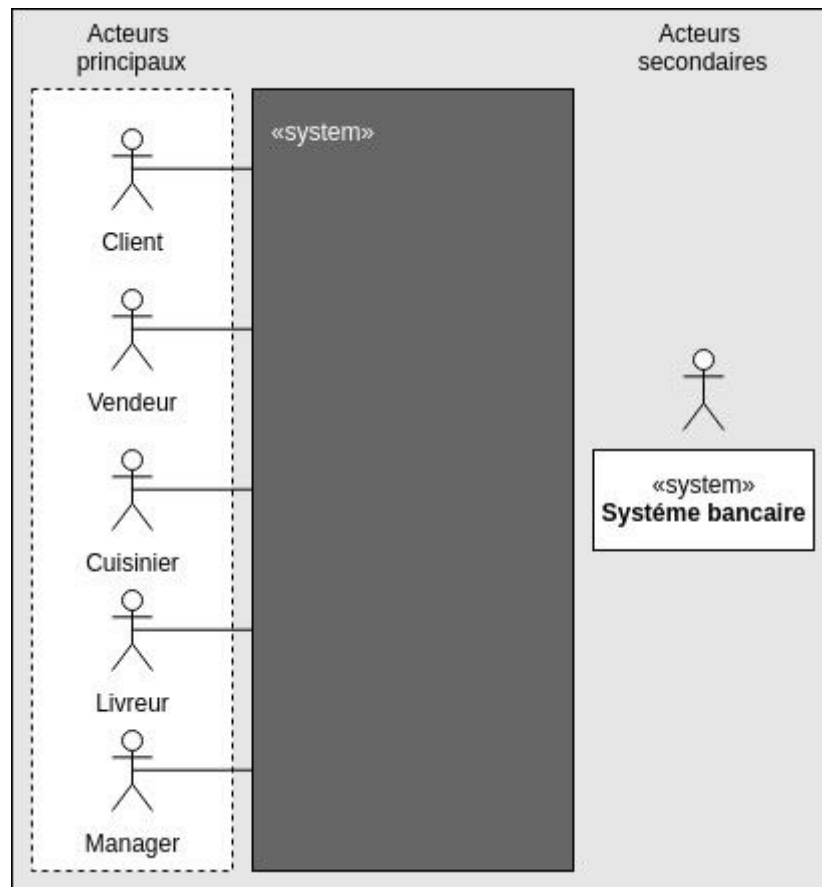 Acteurs
principaux
Acteurs
secondaires
«system»
Client
Vendeur
Cuisinier
Livreur
Manager
«system»
Systéme bancaire